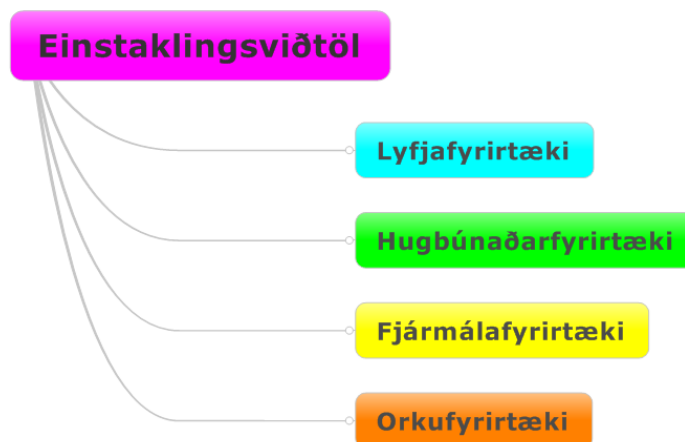 Einstaklingsviðtöl
Lyfjafyrirtæki
Hugbúnaðarfyrirtæki
Fjármálafyrirtæki
Orkufyrirtæki